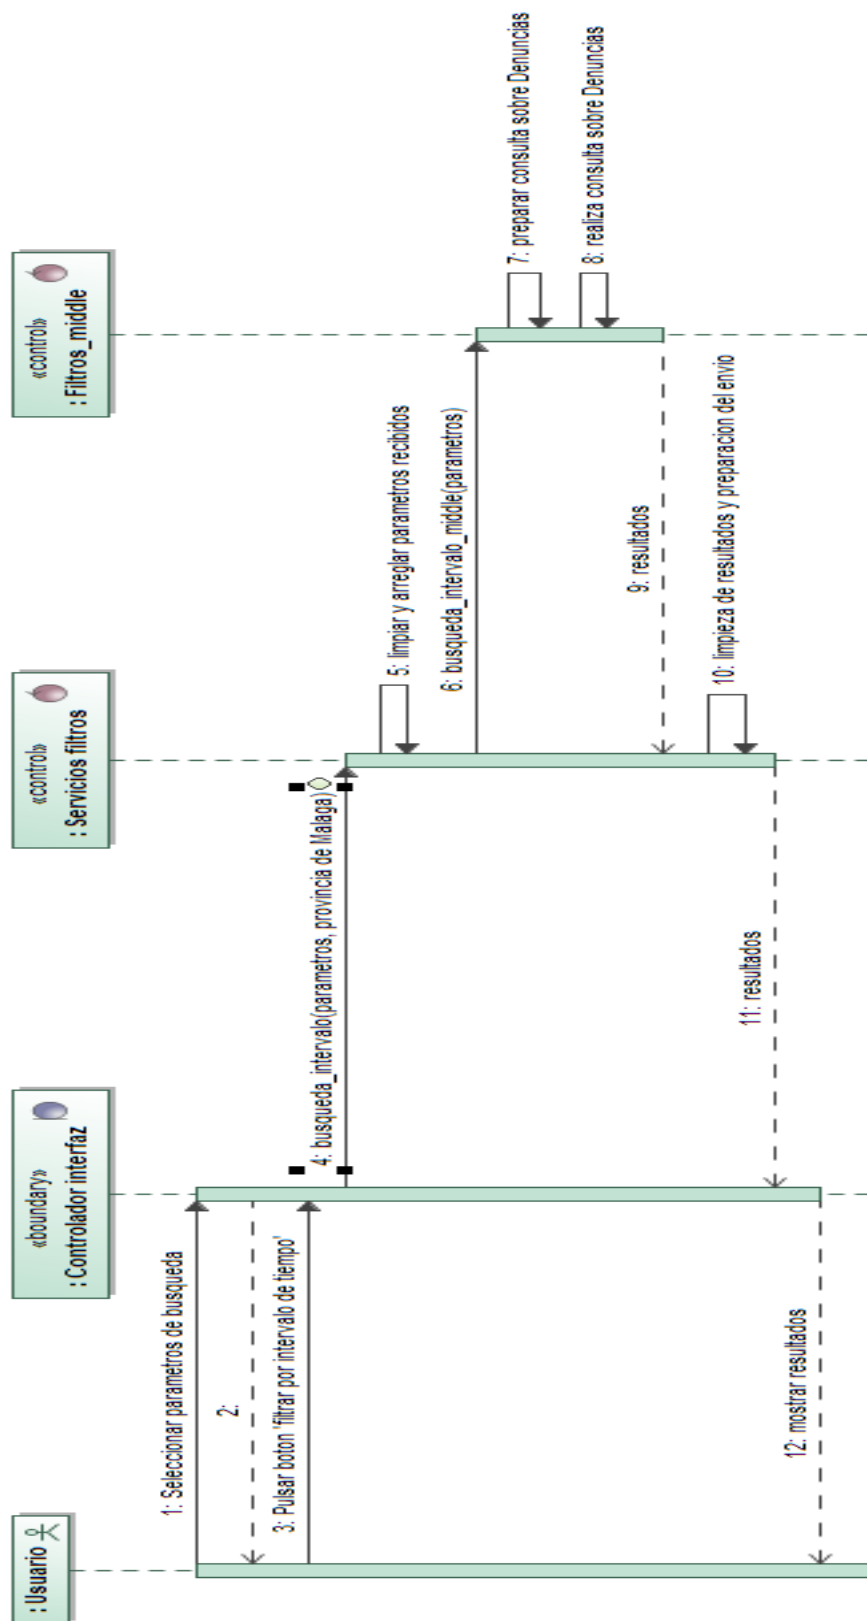 : Usuario
«boundary»
: Controlador interfaz
«control»
: Servicios filtros
«control»
: Filtros_middle
1: Seleccionar parametros de busqueda
2:
3: Pulsar boton 'filtrar por intervalo de tiempo'
4: busqueda_intervalo(parametros, provincia de Malaga)
5: limpiar y arreglar parametros recibidos
6: busqueda_intervalo_middle(parametros)
7: preparar consulta sobre Denuncias
8: realiza consulta sobre Denuncias
9: resultados
10: limpieza de resultados y preparacion del envio
11: resultados
12: mostrar resultados